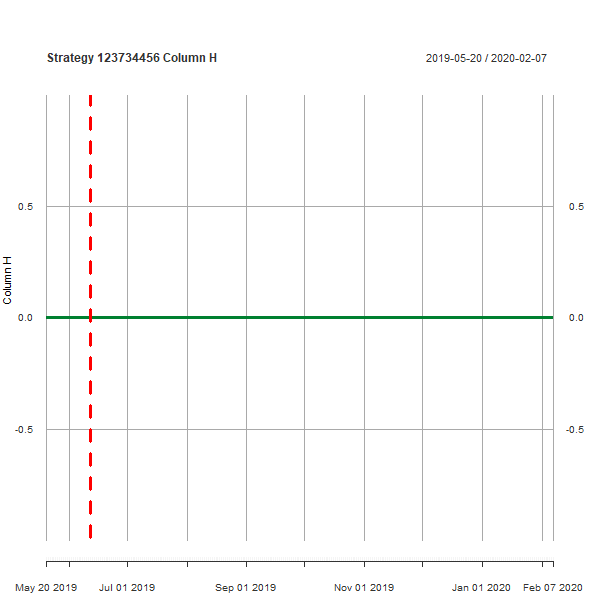 Strategy 123734456 Column H
2019-05-20 / 2020-02-07
0.5
0.5
Column H
0.0
0.0
-0.5
-0.5
May 20 2019
Jul 01 2019
Sep 01 2019
Nov 01 2019
Jan 01 2020
Feb 07 2020